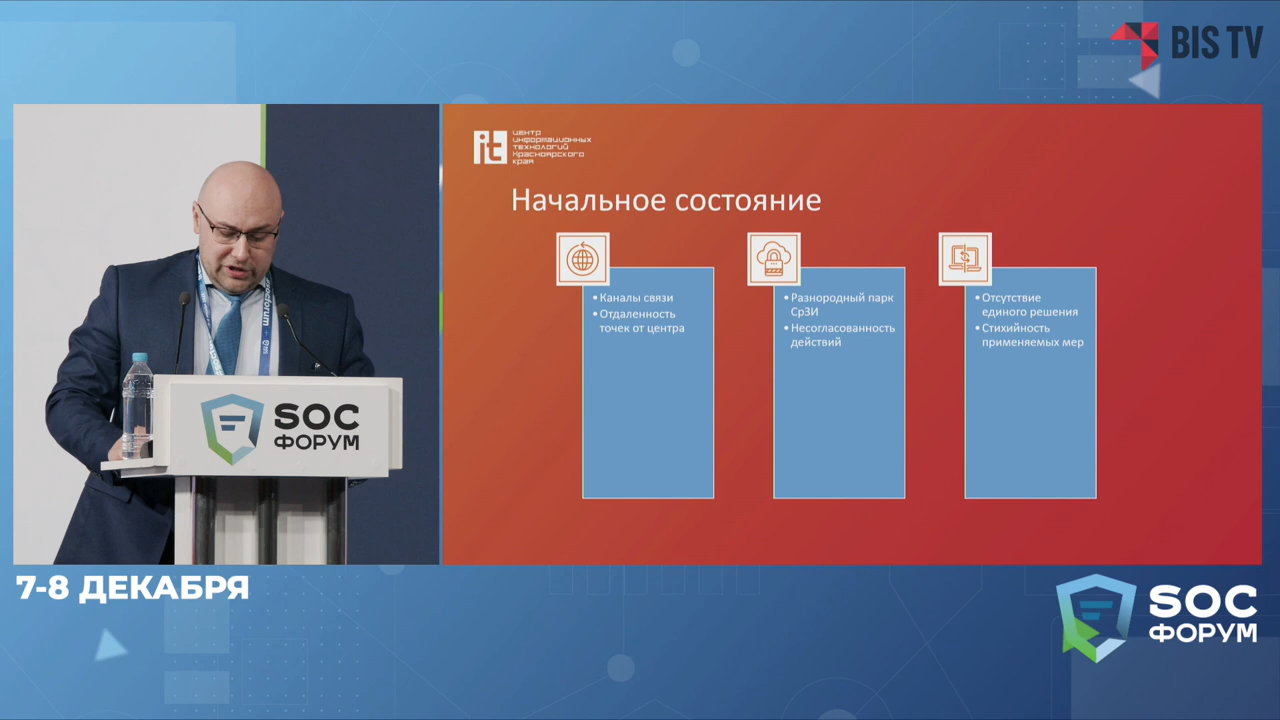 BIS TV
it
центр
информационных
технологий
Красноярского
края
Начальное состояние
• Каналы связи
• Отдаленность
точек от центра
• Разнородный парк
СрЗИ
• Несогласованность
действий
• Отсутствие
единого решения
• Стихийность
применяемых мер
SOC
ФОРУМ
7-8 ДЕКАБРЯ
SOC
ФОРУМ